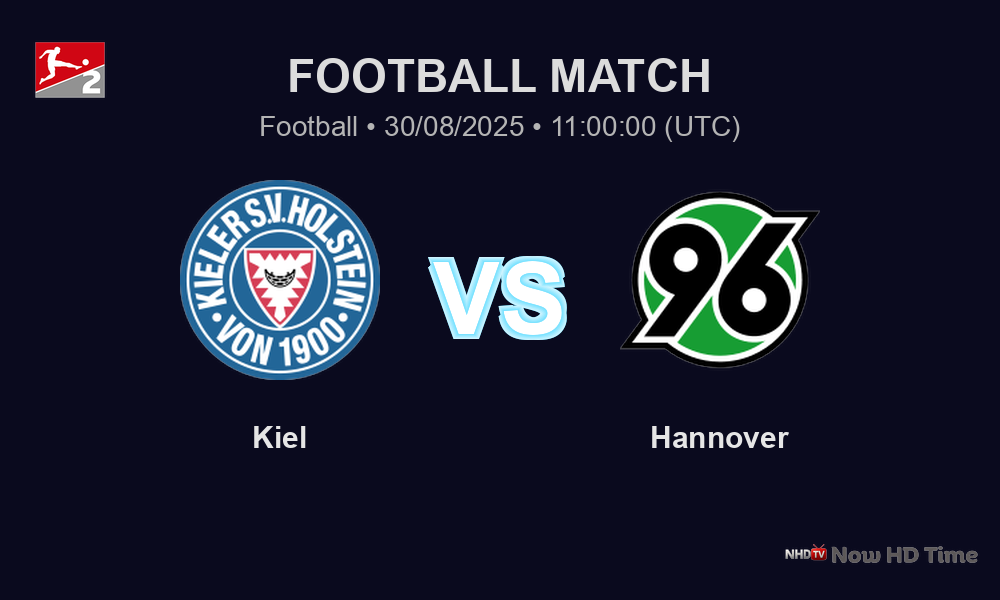 2
FOOTBALL MATCH
Football • 30/08/2025 • 11:00:00 (UTC)
KIELER S.V. HOLSTEIN
• VON 1900 •
VS
96
Kiel
Hannover
NHDTV Now HD Time